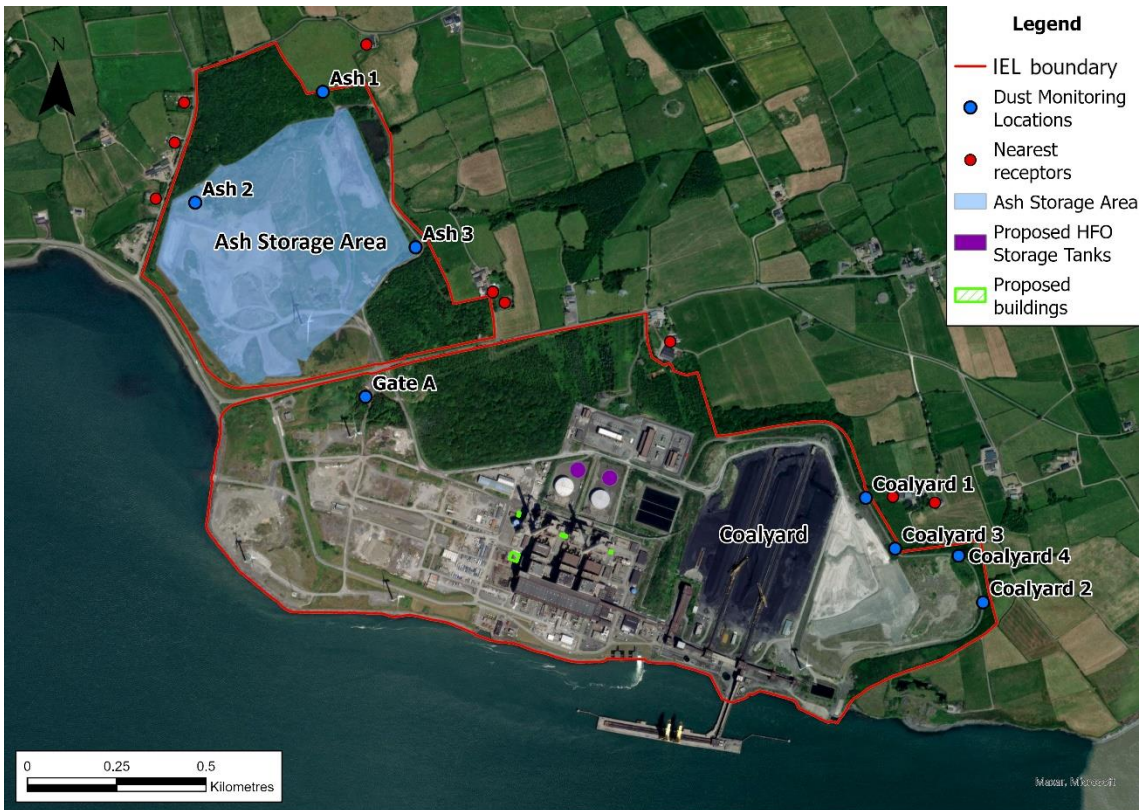 N
Ash 1
Ash 2
Ash Storage Area
Ash 3
Gate A
Coalyard
Coalyard 1
Coalyard 3
Coalyard 4
Coalyard 2
Legend
IEL boundary
Dust Monitoring
Locations
Nearest
receptors
Ash Storage Area
Proposed HFO
Storage Tanks
Proposed
buildings
0 0.25 0.5
Kilometres
Maxar, Microsoft